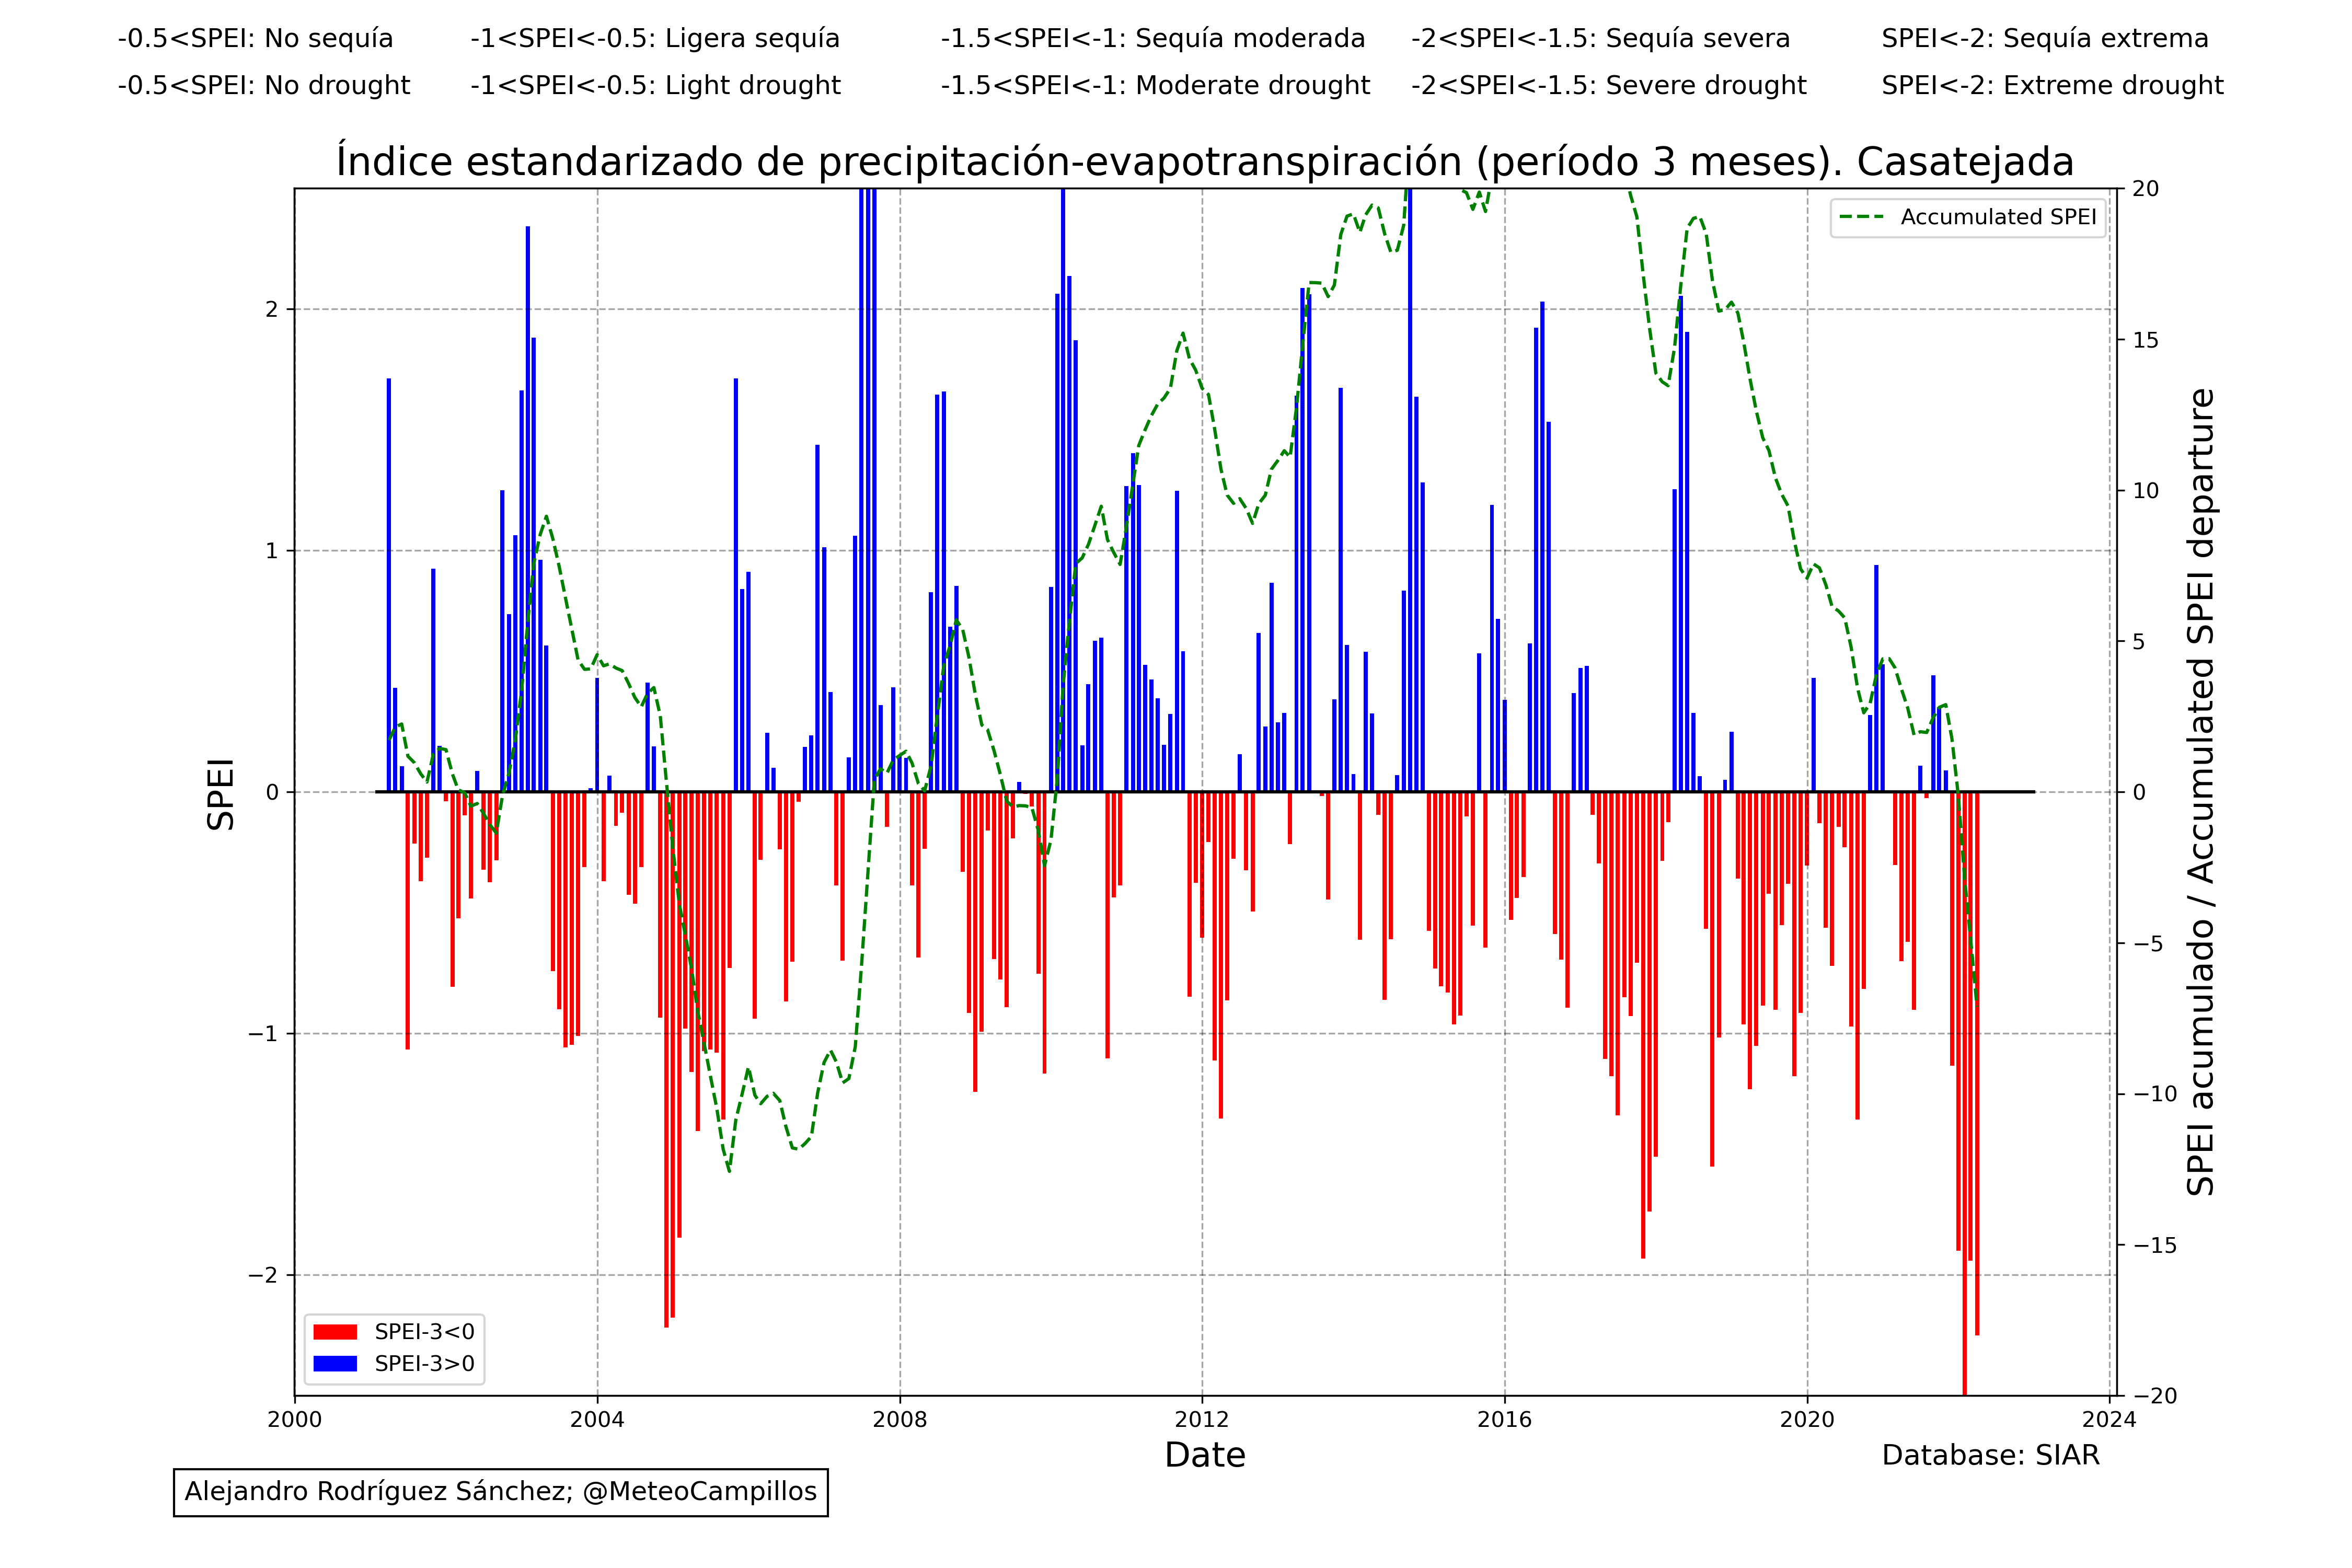 -0.5<SPEI: No sequía
-1<SPEI<-0.5: Ligera sequía
-1.5<SPEI<-1: Sequía moderada
-2<SPEI<-1.5: Sequía severa
SPEI<-2: Sequía extrema
-0.5<SPEI: No drought
-1<SPEI<-0.5: Light drought
-1.5<SPEI<-1: Moderate drought
-2<SPEI<-1.5: Severe drought
SPEI<-2: Extreme drought
Índice estandarizado de precipitación-evapotranspiración (período 3 meses). Casatejada
Accumulated SPEI
2
1
0
−1
−2
SPEI
20
15
10
5
0
−5
−10
−15
−20
SPEI acumulado / Accumulated SPEI departure
SPEI-3<0
SPEI-3>0
2000
2004
2008
2012
2016
2020
2024
Date
Database: SIAR
Alejandro Rodríguez Sánchez; @MeteoCampillos